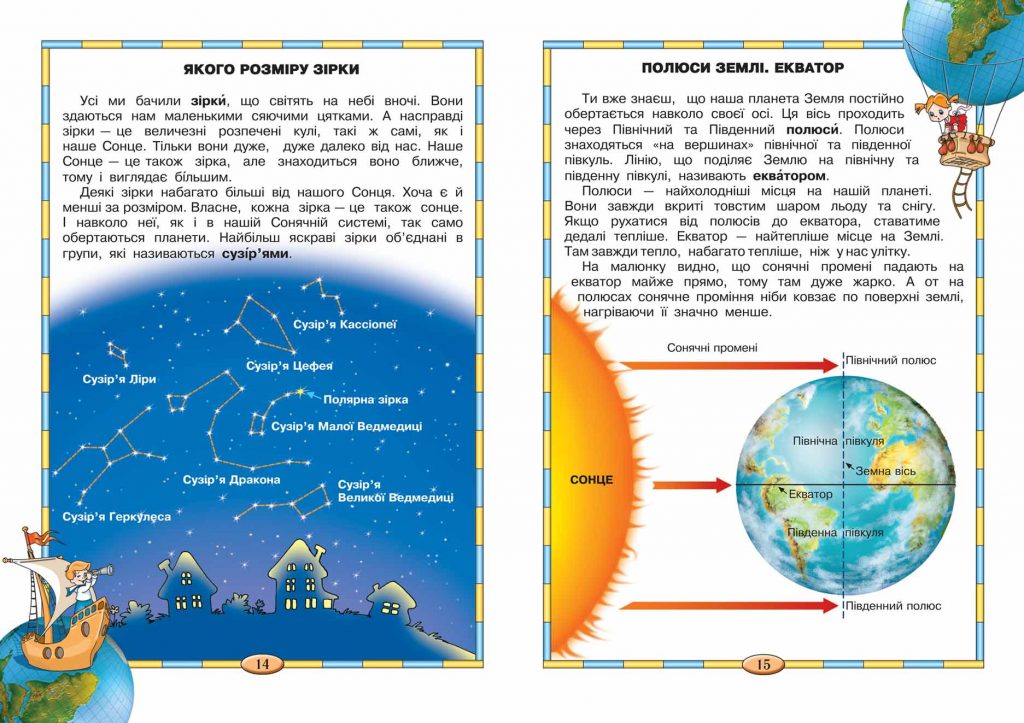 ЯКОГО РОЗМІРУ ЗІРКИ
Усі ми бачили зірки́, що світять на небі вночі. Вони
здаються нам маленькими сяючими цятками. А насправді
зірки — це величезні розпечені кулі, такі ж самі, як і
наше Сонце. Тільки вони дуже, дуже далеко від нас. Наше
Сонце — це також зірка, але знаходиться воно ближче,
тому і виглядає більшим.
Деякі зірки набагато більші від нашого Сонця. Хоча є й
менші за розміром. Власне, кожна зірка — це також сонце.
І навколо неї, як і в нашій Сонячній системі, так само
обертаються планети. Найбільш яскраві зірки об’єднані в
групи, які називаються сузі́р’ями.
Сузір’я Кассіопеї
Сузір’я Цефея
Сузір’я Ліри
Полярна зірка
Сузір’я Малої Ведмедиці
Сузір’я Дракона
Сузір’я
Великої Ведмедиці
Сузір’я Геркулеса
14
ПОЛЮСИ ЗЕМЛІ. ЕКВАТОР
Ти вже знаєш, що наша планета Земля постійно
обертається навколо своєї осі. Ця вісь проходить
через Північний та Південний полюси́. Полюси
знаходяться «на вершинах» північної та південної
півкуль. Лінію, що поділяє Землю на північну та
південну півкулі, називають еква́тором.
Полюси — найхолодніші місця на нашій планеті.
Вони завжди вкриті товстим шаром льоду та снігу.
Якщо рухатися від полюсів до екватора, ставатиме
дедалі тепліше. Екватор — найтепліше місце на Землі.
Там завжди тепло, набагато тепліше, ніж у нас улітку.
На малюнку видно, що сонячні промені падають на
екватор майже прямо, тому там дуже жарко. А от на
полюсах сонячне проміння ніби ковзає по поверхні землі,
нагріваючи її значно менше.
Сонячні промені
Північний полюс
Північна півкуля
Земна вісь
СОНЦЕ
Екватор
Південна півкуля
Південний полюс
15